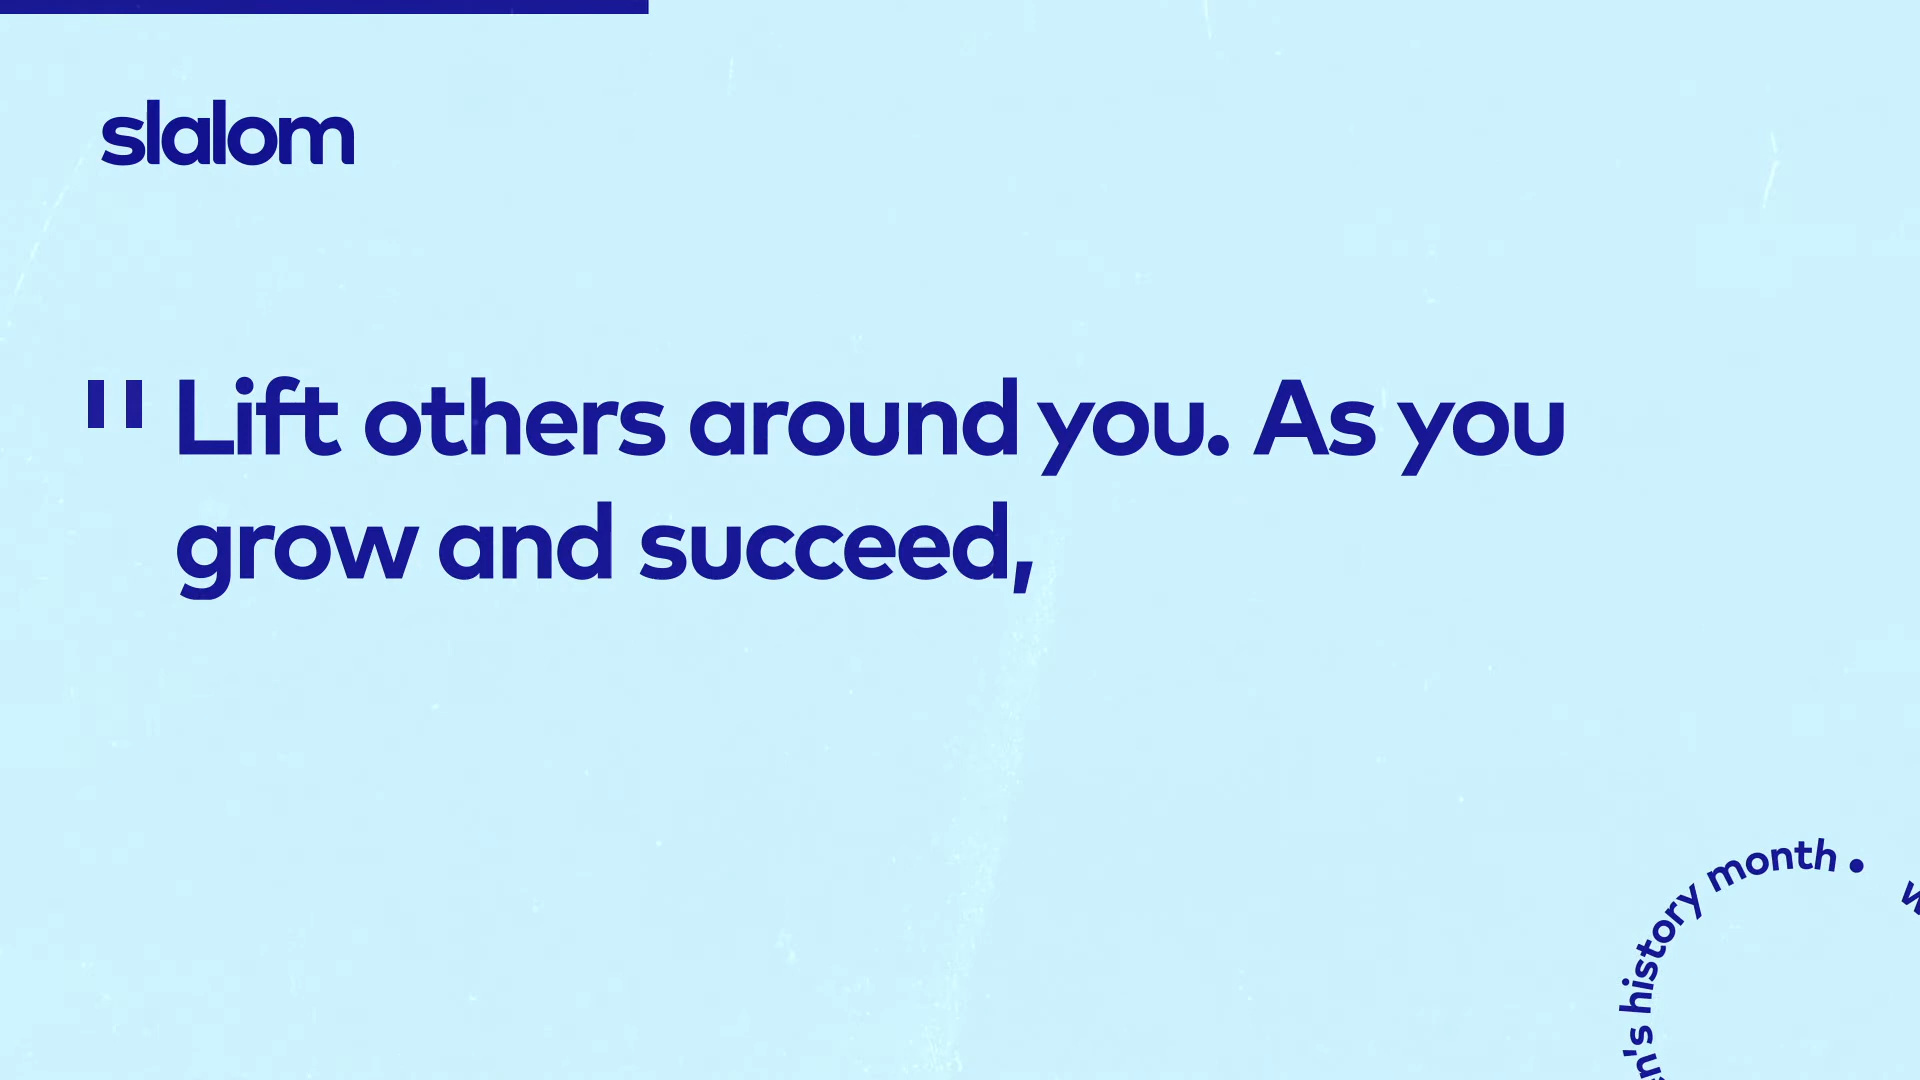 slalom
" Lift others around you. As you
grow and succeed,
n's history month • w